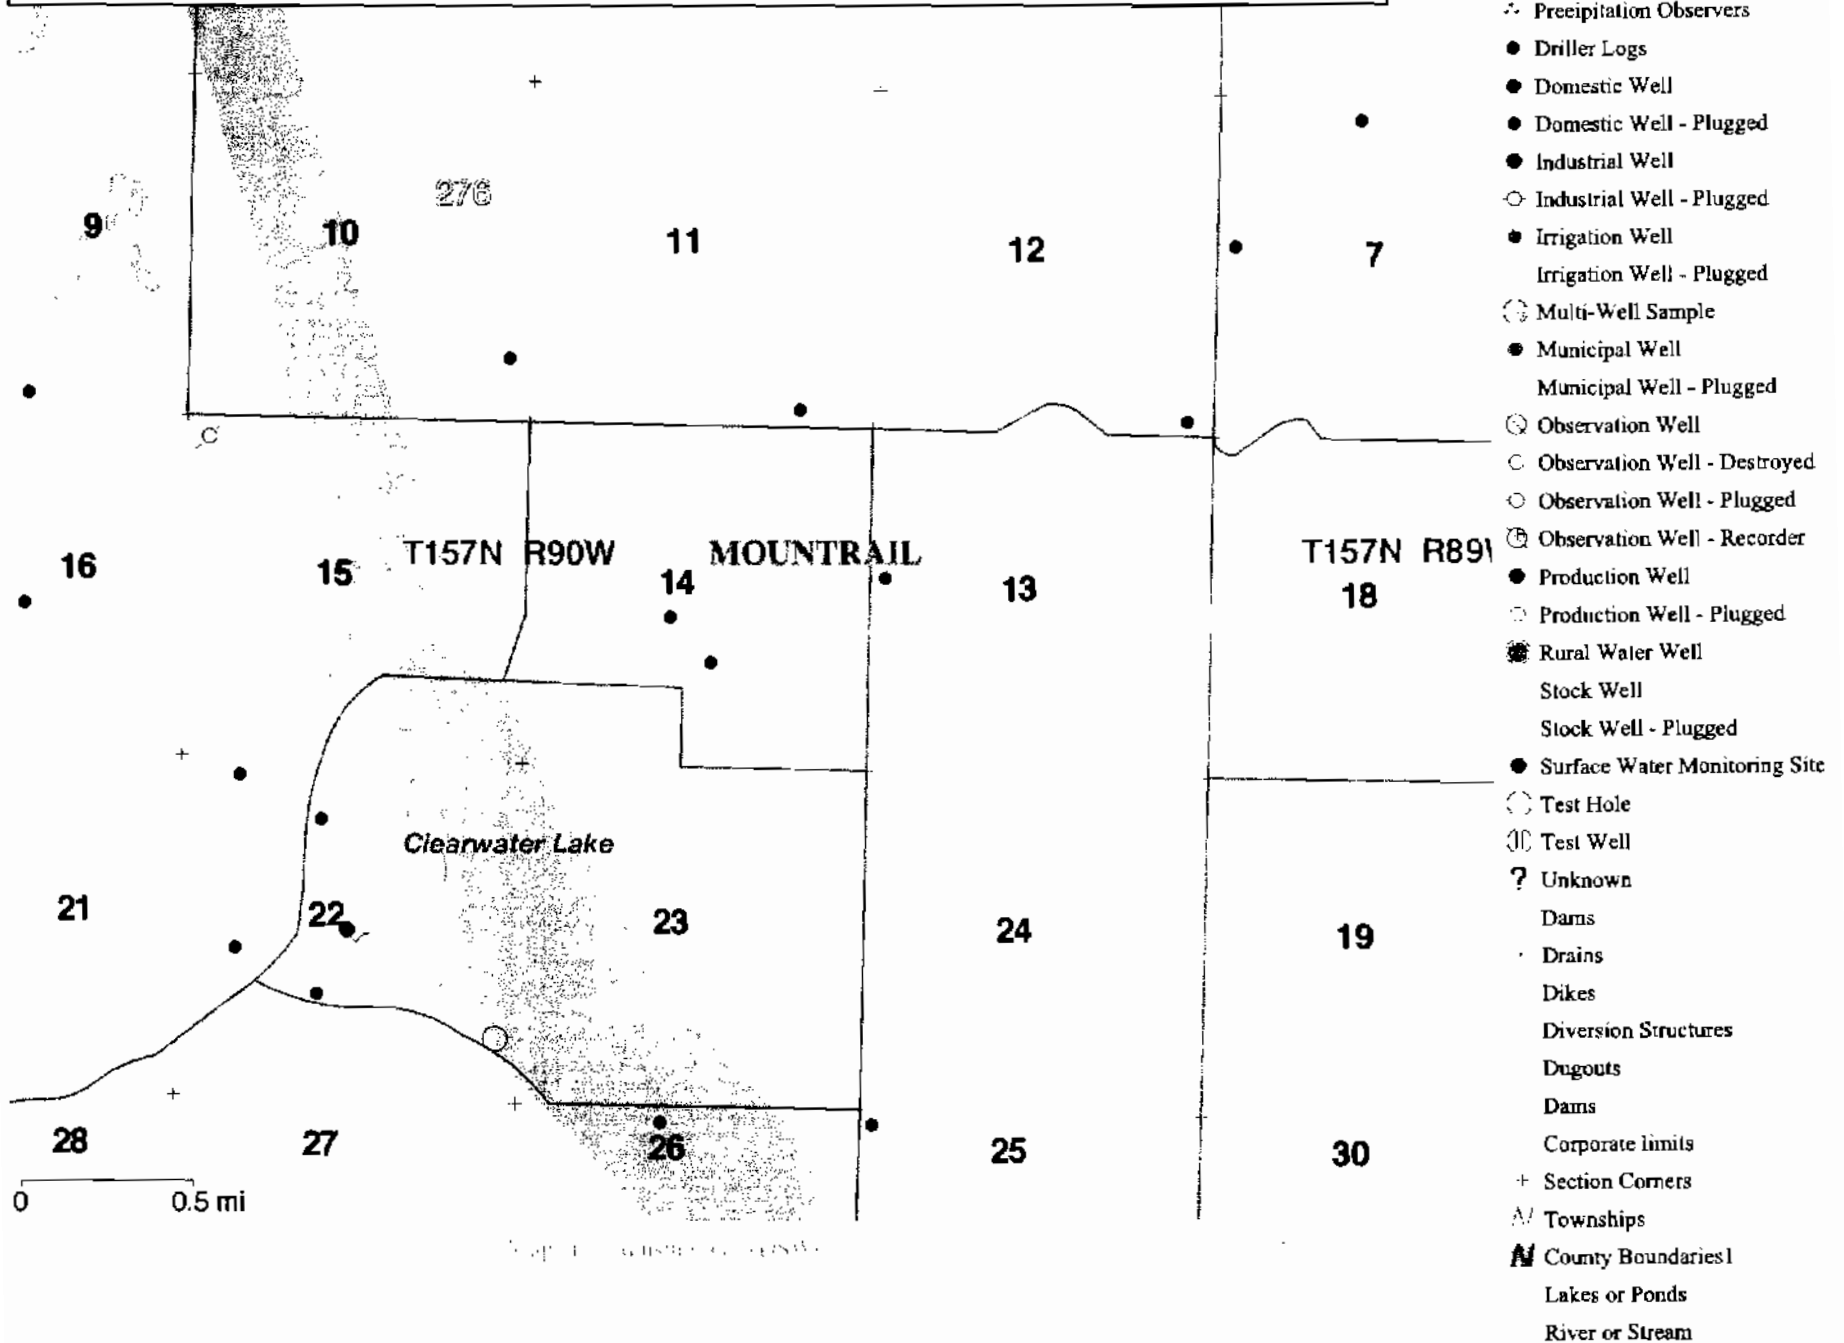 276
9
10
11
12
7
16
15
T157N R90W
14
MOUNTRAIL
13
T157N R89
18
Clearwater Lake
21
22
23
24
19
28
27
26
25
30
0
0.5 mi
Precipitation Observers
Driller Logs
Domestic Well
Domestic Well - Plugged
Industrial Well
Industrial Well - Plugged
Irrigation Well
Irrigation Well - Plugged
Multi-Well Sample
Municipal Well
Municipal Well - Plugged
Observation Well
Observation Well - Destroyed
Observation Well - Plugged
Observation Well - Recorder
Production Well
Production Well - Plugged
Rural Water Well
Stock Well
Stock Well - Plugged
Surface Water Monitoring Site
Test Hole
Test Well
? Unknown
Dams
Drains
Dikes
Diversion Structures
Dugouts
Dams
Corporate limits
Section Corners
Townships
County Boundaries1
Lakes or Ponds
River or Stream